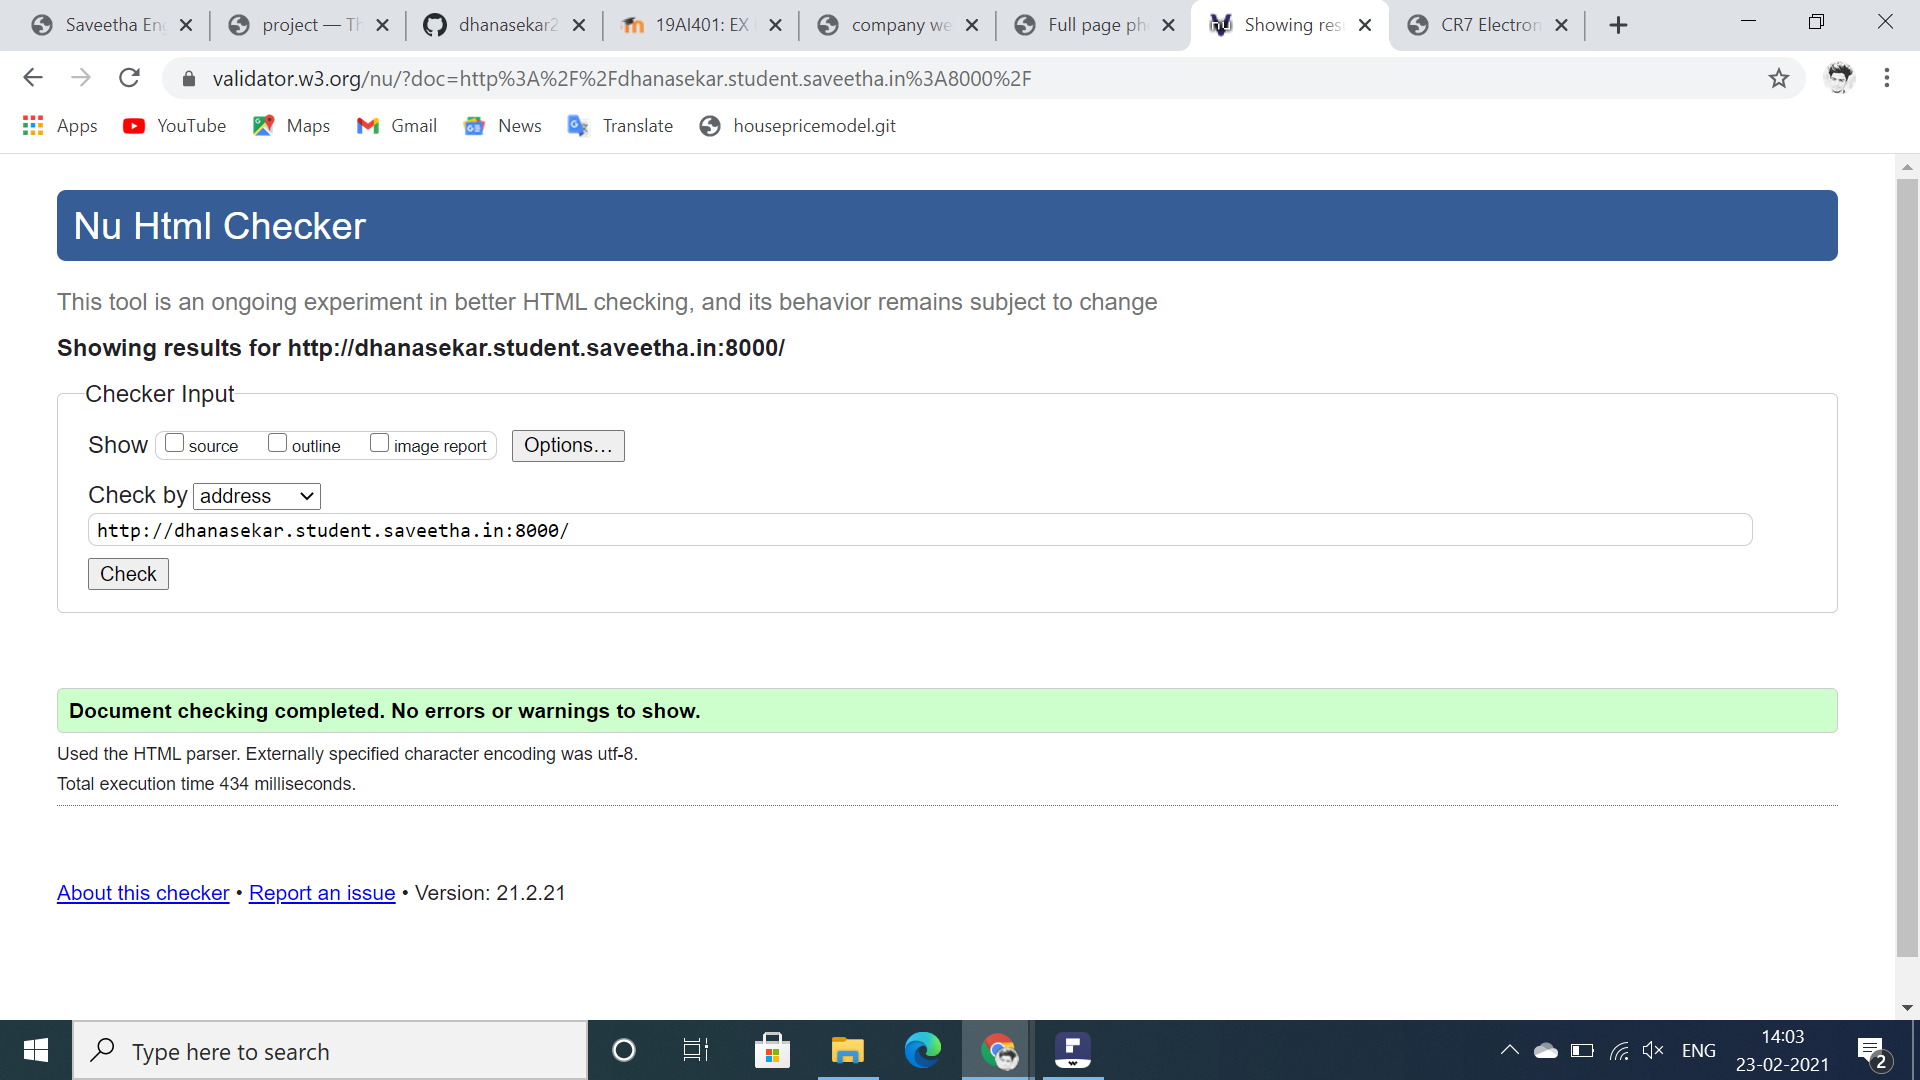 Saveetha En
project — Th
dhanasekar2
19AI401: EX
company we
Full page ph
Showing res
CR7 Electron
validator.w3.org/nu/?doc=http%3A%2F%2Fdhanasekar.student.saveetha.in%3A8000%2F
Apps
YouTube
Maps
Gmail
News
Translate
housepricemodel.git
Nu Html Checker
This tool is an ongoing experiment in better HTML checking, and its behavior remains subject to change
Showing results for http://dhanasekar.student.saveetha.in:8000/
Checker Input
Show source outline image report Options...
Check by address
http://dhanasekar.student.saveetha.in:8000/
Check
Document checking completed. No errors or warnings to show.
Used the HTML parser. Externally specified character encoding was utf-8.
Total execution time 434 milliseconds.
About this checker • Report an issue • Version: 21.2.21
Type here to search
ENG
14:03
23-02-2021
2